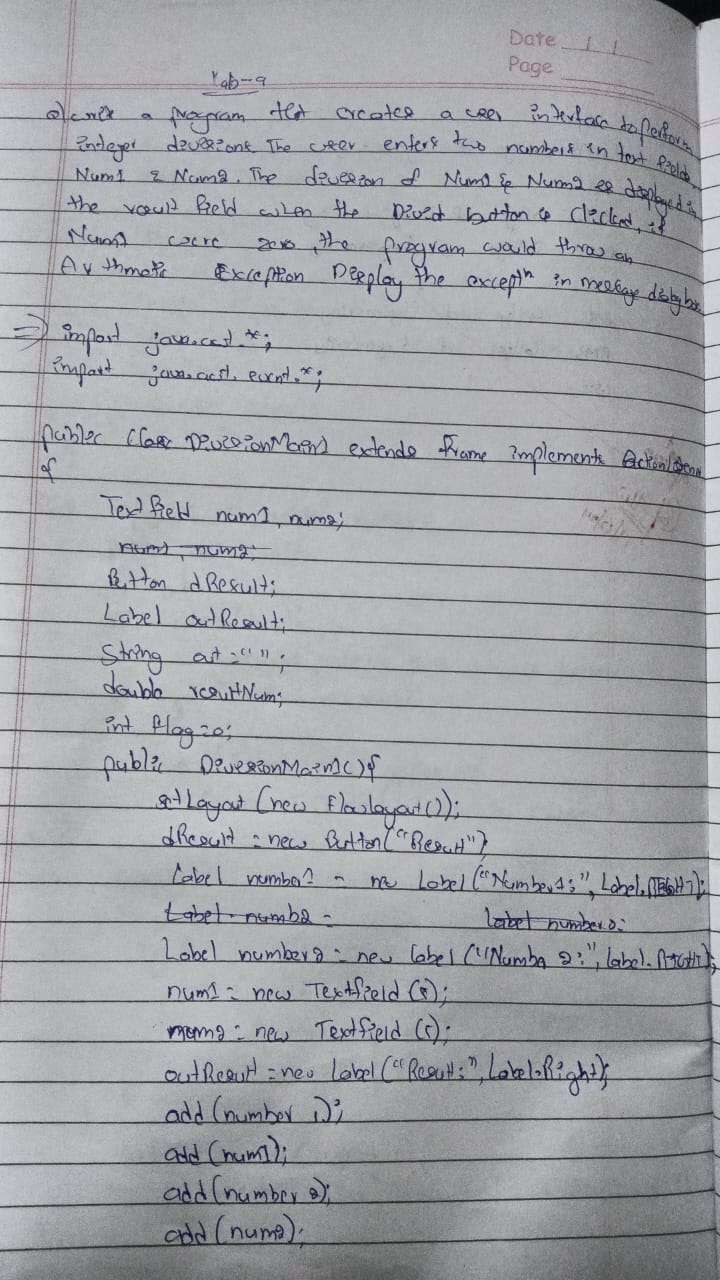 Date / /
Page
Lab-9
a) write a program that creates a user interface to perform
integer divisions. The user enters two numbers in text fields
Num1 & Num2. The division of Num1 & Num2 is displayed in
the result field when the Divid button is clicked, if
Num2 were zero, the program would throw an
Arithmatic Exception Display the exceptn in message dialog box
=> import java.awt.*;
import java.awt.event.*;
public class DivisionMain1 extends Frame implements ActionListener
{
Text field num1, num2;
num1, num2;
Button dResult;
Label outResult;
String out = " ";
double resultNum;
int flag=0;
public DivisionMain1(){
setLayout (new Flowlayout());
dResult = new Button("Result")
Label number1 = new Label ("Number1:", Label.RIGHT);
Label numb2 = label number2:
Label number2 = new label ("Numbe 2:", label.RIGHT);
num1 = new Textfield (5);
num2 = new Textfield (5);
outResult = new label ("Result:", Label.Right);
add (number 1);
add (num1);
add (number 2);
add (num2);